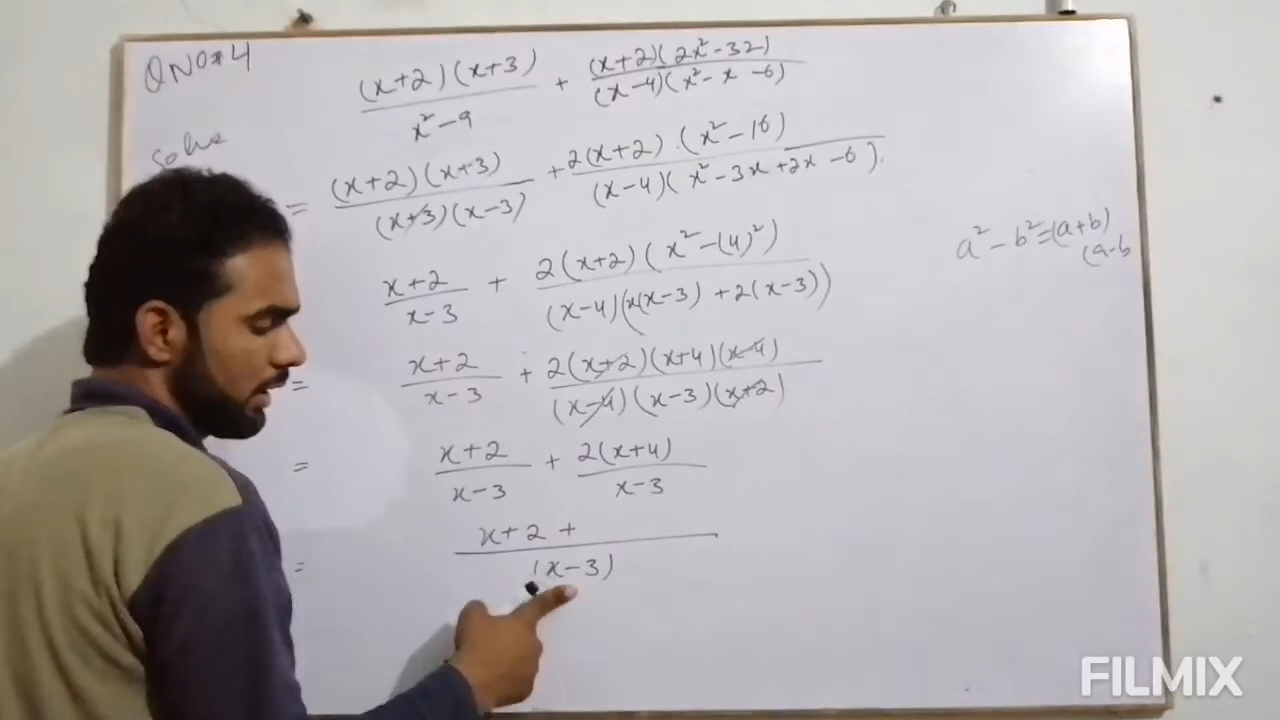 QNO#4
(x+2)(x+3) / x²-9 + (x+2)(2x²-32) / (x-4)(x²-x-6)
Solve
= (x+2)(x+3) / (x+3)(x-3) + 2(x+2).(x²-16) / (x-4)(x²-3x+2x-6).
x+2 / x-3 + 2(x+2)(x²-(4)²) / (x-4)(x(x-3)+2(x-3))
a²-b²=(a+b)
(a-b
= x+2 / x-3 + 2(x+2)(x+4)(x-4) / (x-4)(x-3)(x+2)
= x+2 / x-3 + 2(x+4) / x-3
= x+2+ / (x-3)
FILMIX